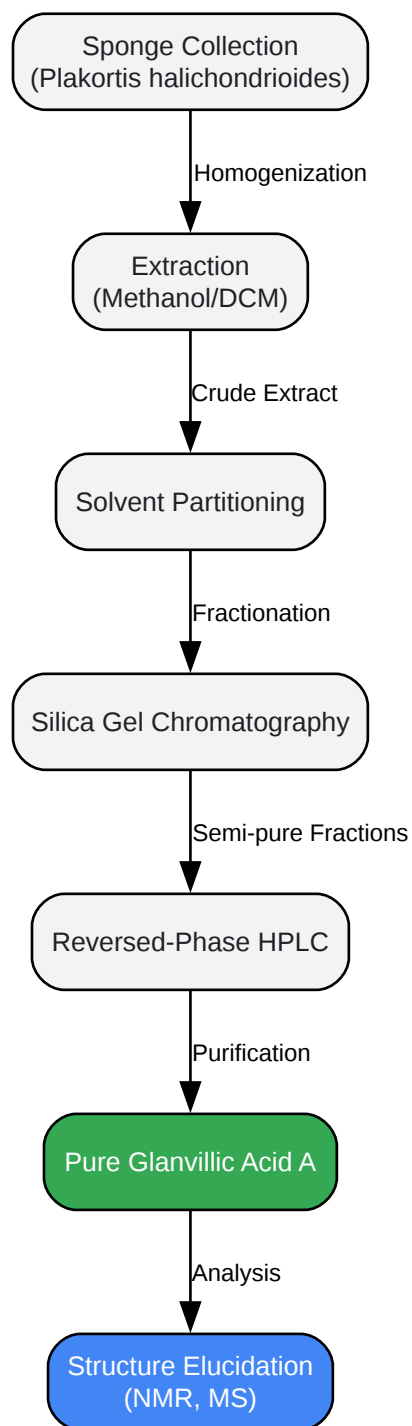 Sponge Collection
(Plakortis halichondrioides)
Homogenization
Extraction
(Methanol/DCM)
Crude Extract
Solvent Partitioning
Fractionation
Silica Gel Chromatography
Semi-pure Fractions
Reversed-Phase HPLC
Purification
Pure Glanvillic Acid A
Analysis
Structure Elucidation
(NMR, MS)